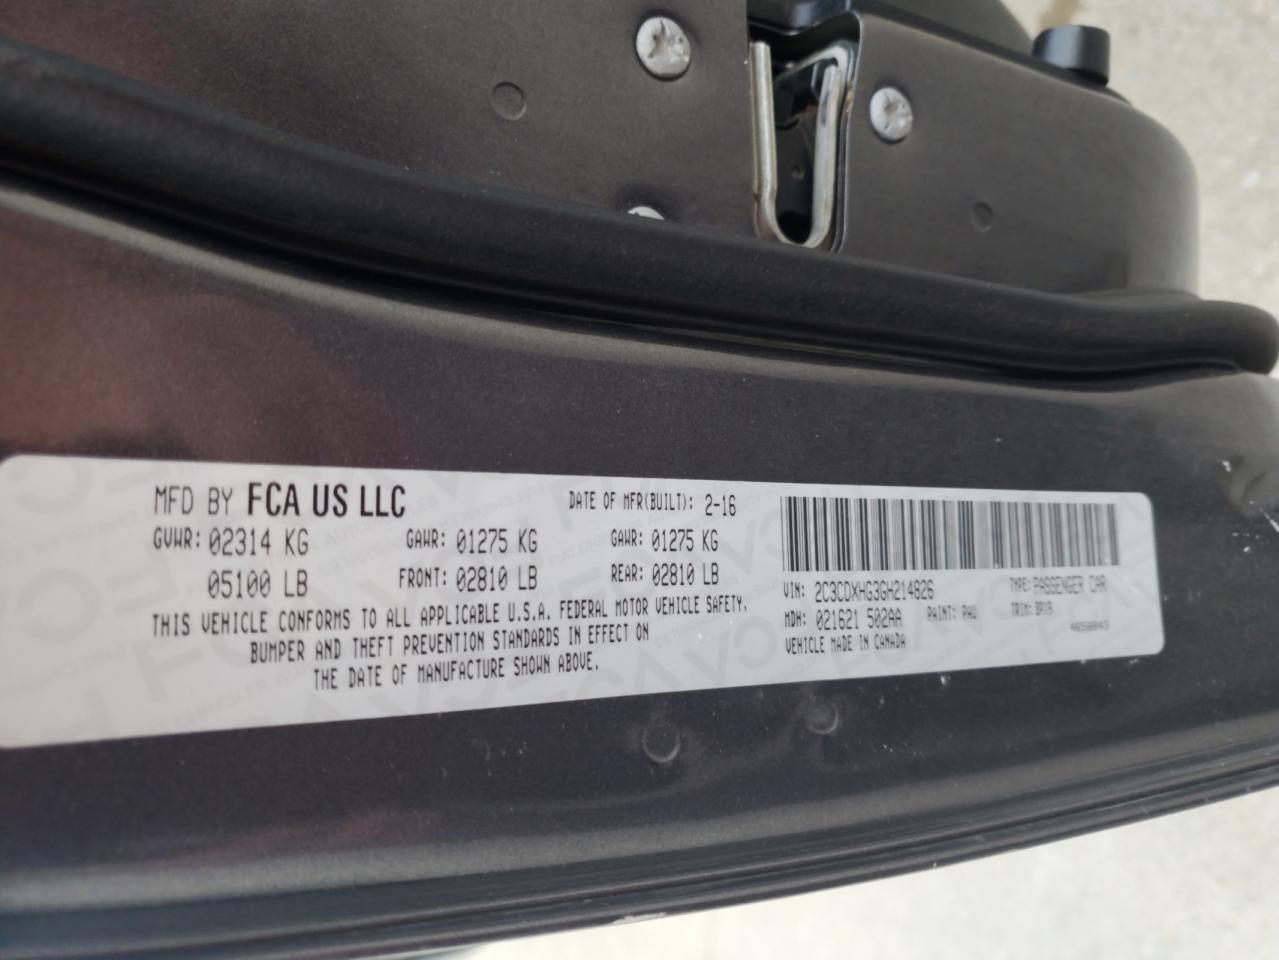 MFD BY FCA US LLC DATE OF MFR(BUILT): 2-16
GVWR: 02314 KG GAWR: 01275 KG GAWR: 01275 KG
05100 LB FRONT: 02810 LB REAR: 02810 LB
THIS VEHICLE CONFORMS TO ALL APPLICABLE U.S.A. FEDERAL MOTOR VEHICLE SAFETY,
BUMPER AND THEFT PREVENTION STANDARDS IN EFFECT ON
THE DATE OF MANUFACTURE SHOWN ABOVE.
VIN: 2C3CDXHG3GH214826 TYPE: PASSENGER CAR
MDH: 021621 502AA PAINT: PAU TRIM: BPX9
VEHICLE MADE IN CANADA 4658843